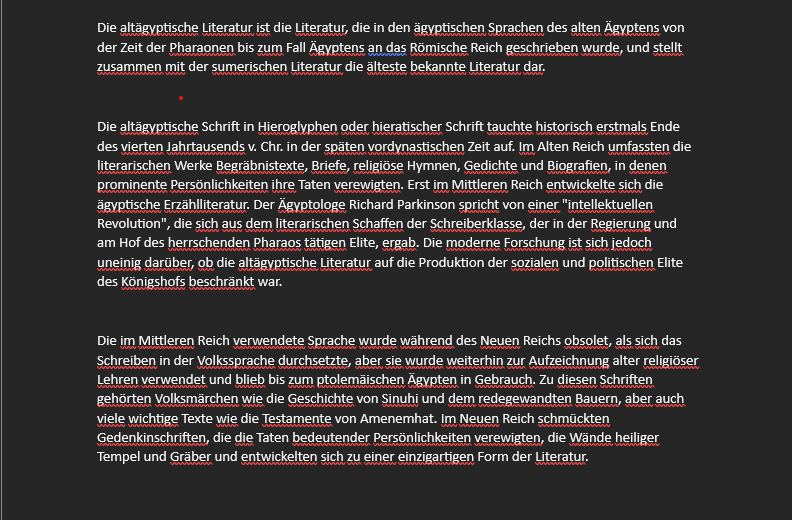 Die altägyptische Literatur ist die Literatur, die in den ägyptischen Sprachen des alten Ägyptens von
der Zeit der Pharaonen bis zum Fall Ägyptens an das Römische Reich geschrieben wurde, und stellt
zusammen mit der sumerischen Literatur die älteste bekannte Literatur dar.
Die altägyptische Schrift in Hieroglyphen oder hieratischer Schrift tauchte historisch erstmals Ende
des vierten Jahrtausends v. Chr. in der späten vordynastischen Zeit auf. Im Alten Reich umfassten die
literarischen Werke Begräbnistexte, Briefe, religiöse Hymnen, Gedichte und Biografien, in denen
prominente Persönlichkeiten ihre Taten verewigten. Erst im Mittleren Reich entwickelte sich die
ägyptische Erzählliteratur. Der Ägyptologe Richard Parkinson spricht von einer "intellektuellen
Revolution", die sich aus dem literarischen Schaffen der Schreiberklasse, der in der Regierung und
am Hof des herrschenden Pharaos tätigen Elite, ergab. Die moderne Forschung ist sich jedoch
uneinig darüber, ob die altägyptische Literatur auf die Produktion der sozialen und politischen Elite
des Königshofs beschränkt war.
Die im Mittleren Reich verwendete Sprache wurde während des Neuen Reichs obsolet, als sich das
Schreiben in der Volkssprache durchsetzte, aber sie wurde weiterhin zur Aufzeichnung alter religiöser
Lehren verwendet und blieb bis zum ptolemäischen Ägypten in Gebrauch. Zu diesen Schriften
gehörten Volksmärchen wie die Geschichte von Sinuhi und dem redegewandten Bauern, aber auch
viele wichtige Texte wie die Testamente von Amenemhat. Im Neuen Reich schmückten
Gedenkinschriften, die die Taten bedeutender Persönlichkeiten verewigten, die Wände heiliger
Tempel und Gräber und entwickelten sich zu einer einzigartigen Form der Literatur.